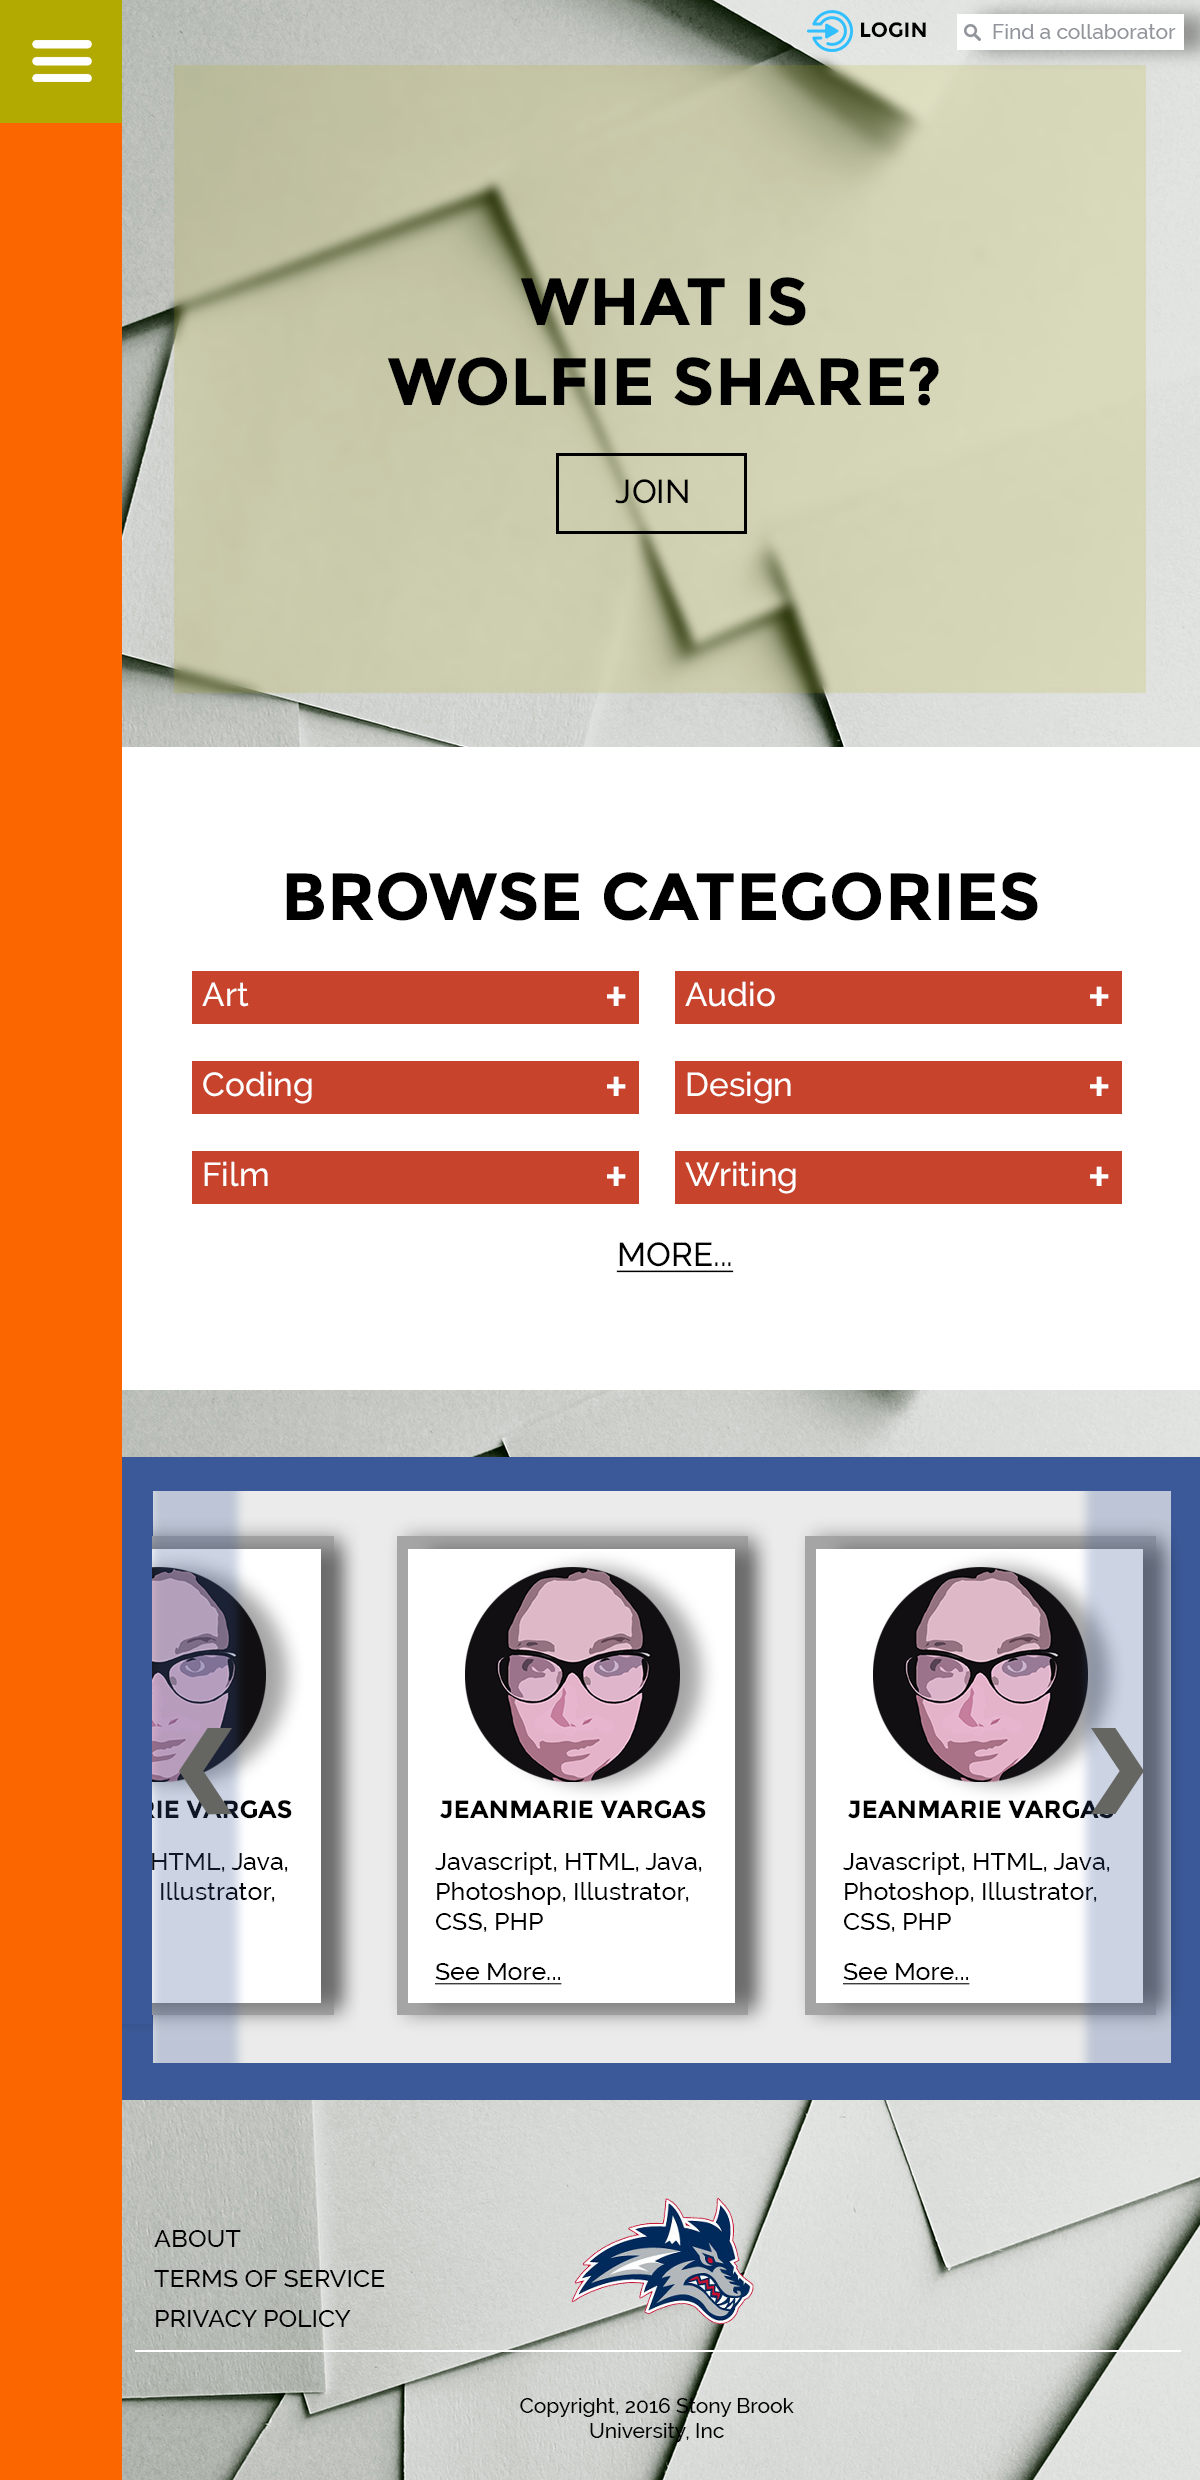 LOGIN
Find a collaborator
WHAT IS
WOLFIE SHARE?
JOIN
BROWSE CATEGORIES
Art +
Audio +
Coding +
Design +
Film +
Writing +
MORE...
RIE VARGAS
HTML, Java,
Illustrator,
JEANMARIE VARGAS
Javascript, HTML, Java,
Photoshop, Illustrator,
CSS, PHP
See More...
JEANMARIE VARGAS
Javascript, HTML, Java,
Photoshop, Illustrator,
CSS, PHP
See More...
ABOUT
TERMS OF SERVICE
PRIVACY POLICY
Copyright, 2016 Stony Brook
University, Inc